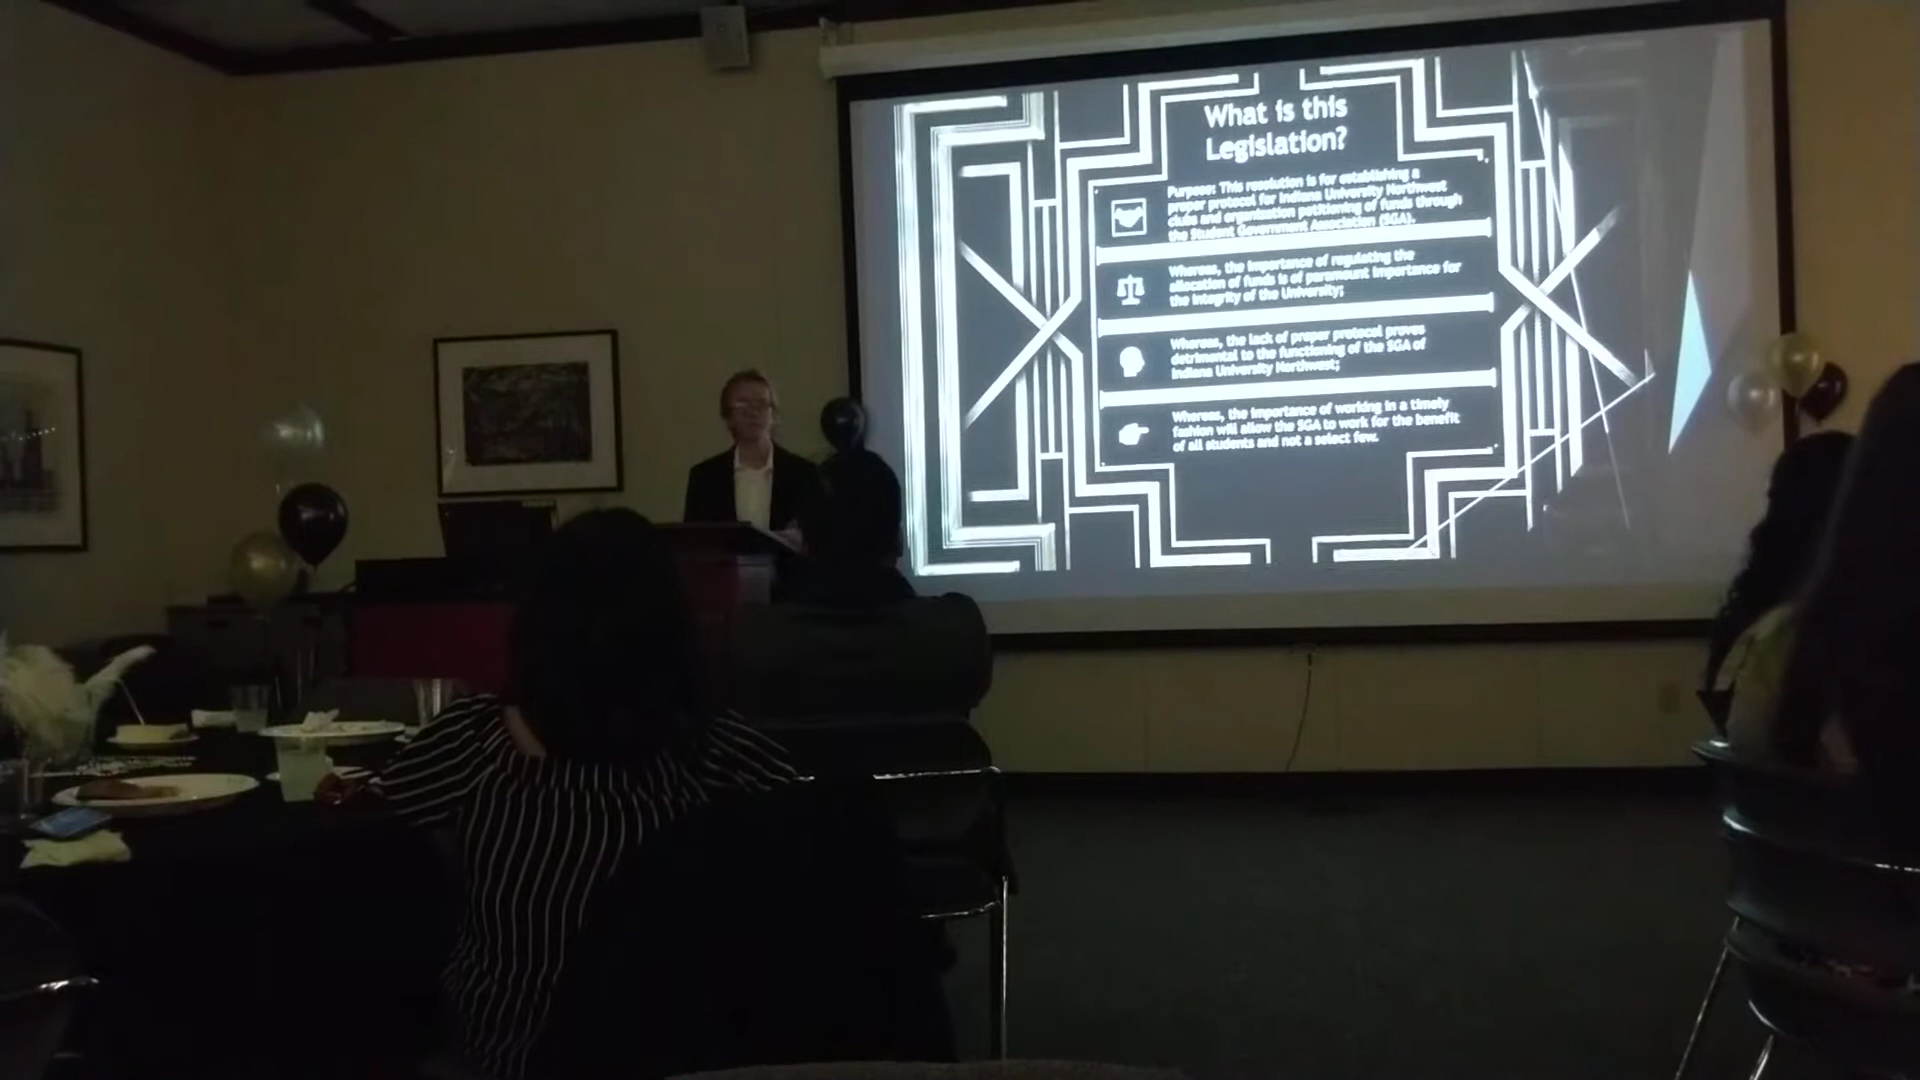 What is this
Legislation?
Purpose: This resolution is for establishing a
proper protocol for Indiana University Northwest
clubs and organization petitioning of funds through
the Student Government Association (SGA).
Whereas, the importance of regulating the
allocation of funds is of paramount importance for
the integrity of the University;
Whereas, the lack of proper protocol proves
detrimental to the functioning of the SGA of
Indiana University Northwest;
Whereas, the importance of working in a timely
fashion will allow the SGA to work for the benefit
of all students and not a select few.